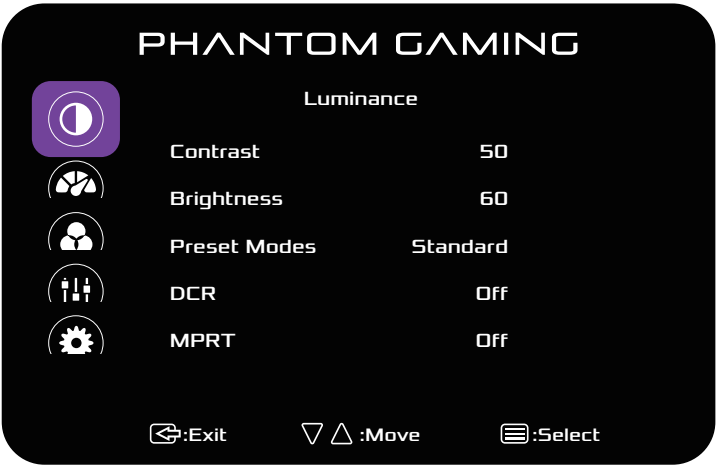 PHANTOM GAMING
Luminance
Contrast 50
Brightness 60
Preset Modes Standard
DCR Off
MPRT Off
:Exit :Move :Select